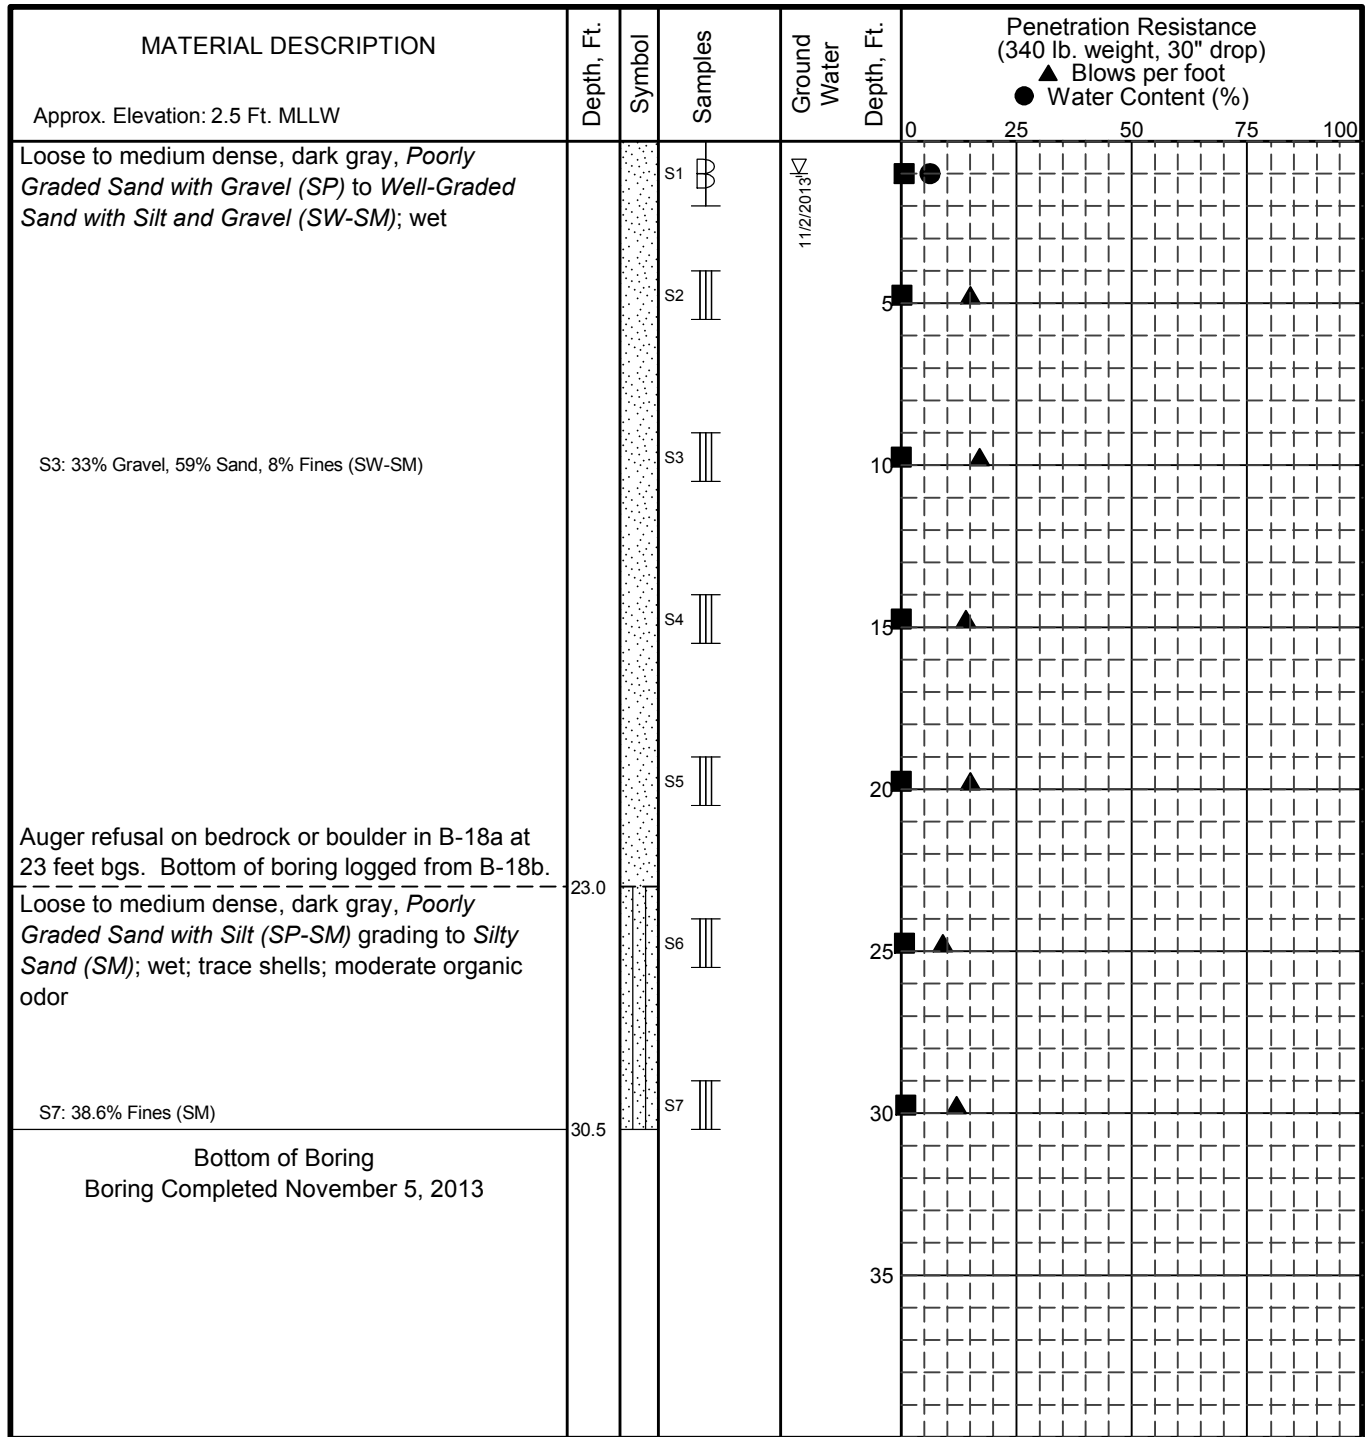 MATERIAL DESCRIPTION
Approx. Elevation: 2.5 Ft. MLLW
Depth, Ft.
Symbol
Samples
Ground
Water
Depth, Ft.
Penetration Resistance
(340 lb. weight, 30" drop)
▲ Blows per foot
● Water Content (%)
0 25 50 75 100
Loose to medium dense, dark gray, Poorly
Graded Sand with Gravel (SP) to Well-Graded
Sand with Silt and Gravel (SW-SM); wet
S1
11/2/2013
S2
5
S3: 33% Gravel, 59% Sand, 8% Fines (SW-SM)
S3
10
S4
15
S5
20
Auger refusal on bedrock or boulder in B-18a at
23 feet bgs. Bottom of boring logged from B-18b.
23.0
Loose to medium dense, dark gray, Poorly
Graded Sand with Silt (SP-SM) grading to Silty
Sand (SM); wet; trace shells; moderate organic
odor
S6
25
S7: 38.6% Fines (SM)
S7
30
30.5
Bottom of Boring
Boring Completed November 5, 2013
35